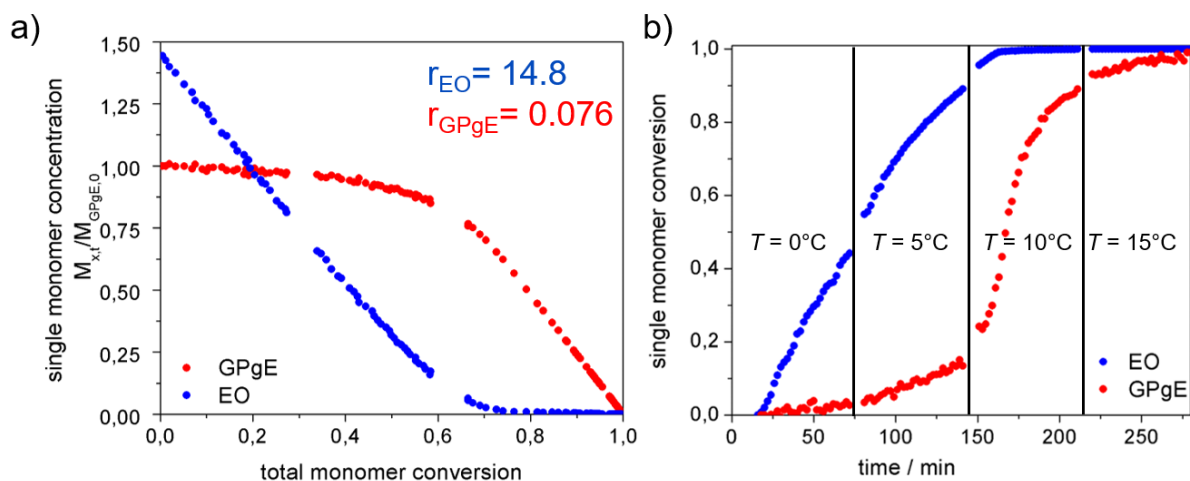 a)
1,50
1,25
1,00
0,75
0,50
0,25
0,00
0,0
0,2
0,4
0,6
0,8
1,0
single monomer concentration
M_x,t/M_GPgE,0
total monomer conversion
r_EO= 14.8
r_GPgE= 0.076
GPgE
EO
b)
1,0
0,8
0,6
0,4
0,2
0,0
0
50
100
150
200
250
single monomer conversion
time / min
T = 0°C
T = 5°C
T = 10°C
T = 15°C
EO
GPgE